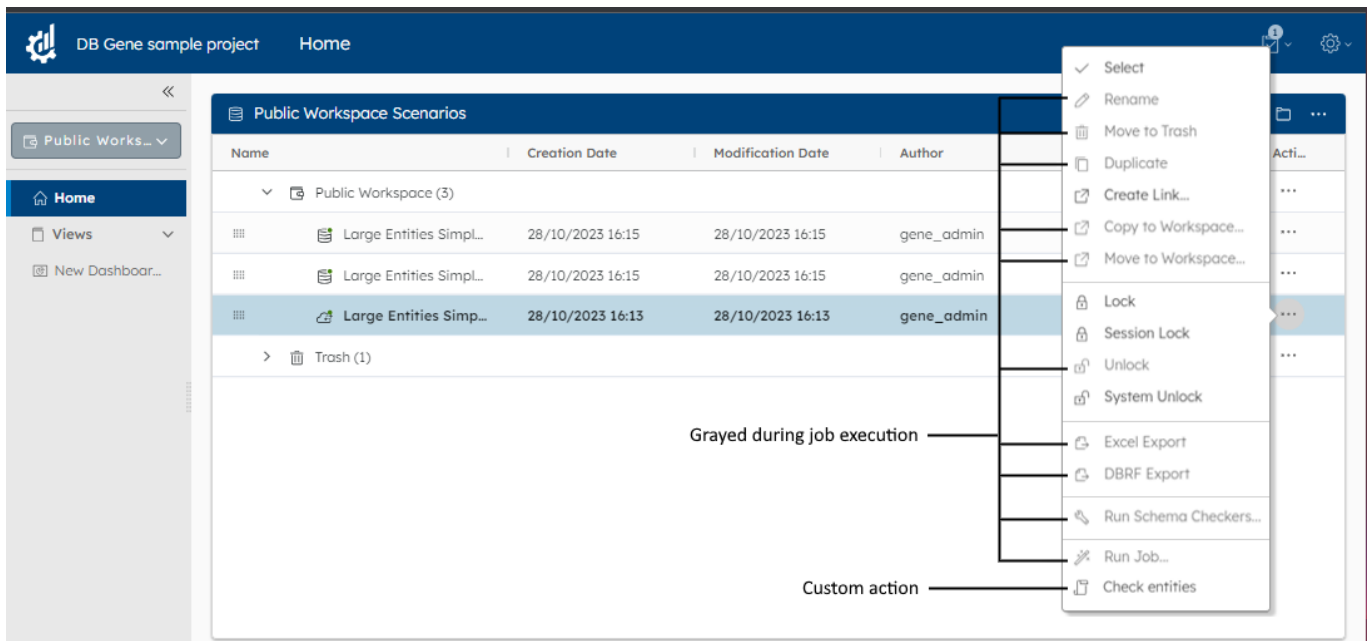 DB Gene sample project Home 1
Public Works...
Home
Views
New Dashboar...
Public Workspace Scenarios
Name Creation Date Modification Date Author Acti...
Public Workspace (3)
Large Entities Simpl... 28/10/2023 16:15 28/10/2023 16:15 gene_admin
Large Entities Simpl... 28/10/2023 16:15 28/10/2023 16:15 gene_admin
Large Entities Simp... 28/10/2023 16:13 28/10/2023 16:13 gene_admin
Trash (1)
Select
Rename
Move to Trash
Duplicate
Create Link...
Copy to Workspace...
Move to Workspace...
Lock
Session Lock
Unlock
System Unlock
Excel Export
DBRF Export
Run Schema Checkers...
Run Job...
Check entities
Grayed during job execution
Custom action